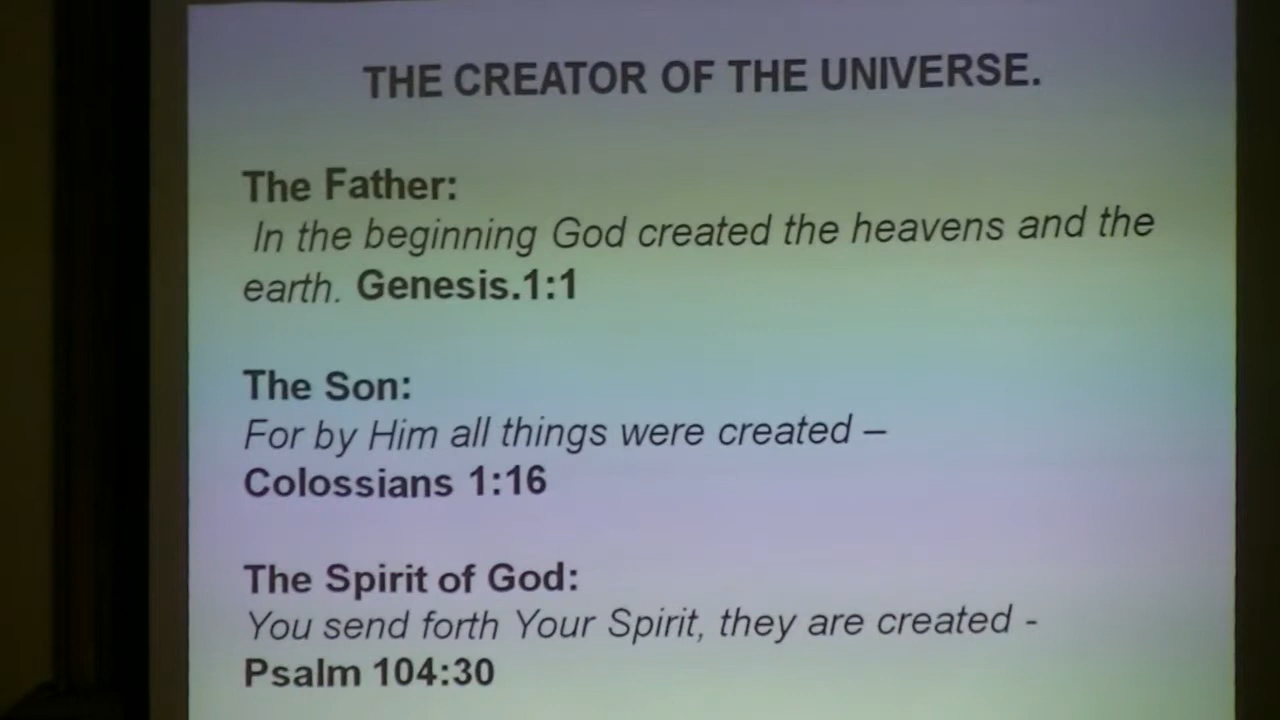 THE CREATOR OF THE UNIVERSE.
The Father:
In the beginning God created the heavens and the
earth. Genesis.1:1
The Son:
For by Him all things were created –
Colossians 1:16
The Spirit of God:
You send forth Your Spirit, they are created -
Psalm 104:30